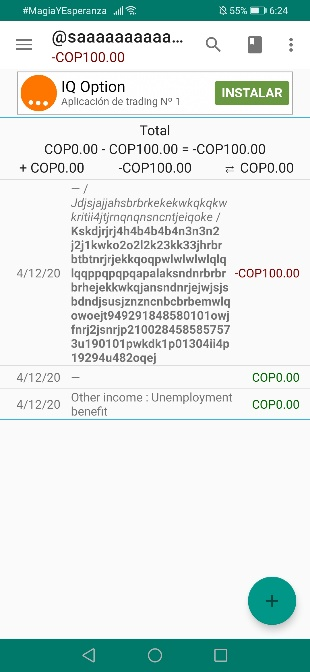 #MagiaYEsperanza 55% 6:24
@saaaaaaaaaa...
-COP100.00
IQ Option
Aplicación de trading Nº 1
INSTALAR
Total
COP0.00 - COP100.00 = -COP100.00
+ COP0.00 -COP100.00 ⇄ COP0.00
— /
Jdjsjajjahsbrbrkekekwkqkqkw
kritii4jtjrnqnqnsncntjeiqoke /
Kskdjrjrj4h4b4b4b4n3n3n2
j2j1kwko2o2l2k23kk33jhrbr
btbtnrjrjekkqoqpwlwlwlwlqlq
lqqppqpqpqapalaksndnrbrbr
4/12/20 brhejekkwkqjansndnrjejwjsjs -COP100.00
bdndjsusjznzncnbcbrbemwlq
owoejt949291848580101owj
fnrj2jsnrjp210028458585757
3u190101pwkdk1p01304ii4p
19294u482oqej
4/12/20 — COP0.00
4/12/20 Other income : Unemployment COP0.00
benefit
+